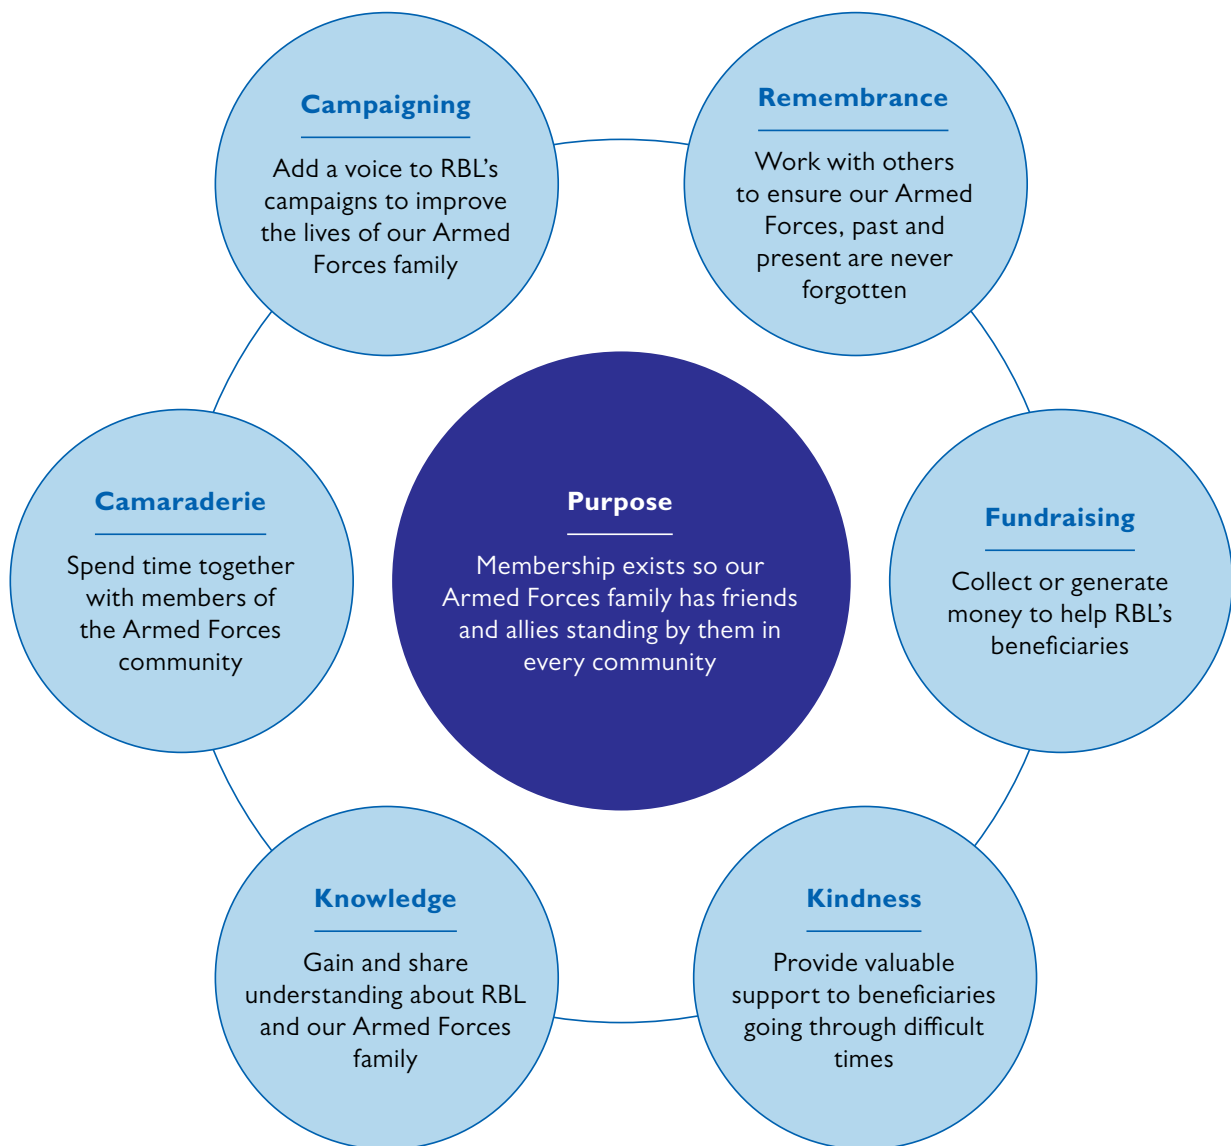 Campaigning
Add a voice to RBL’s
campaigns to improve
the lives of our Armed
Forces family
Remembrance
Work with others
to ensure our Armed
Forces, past and
present are never
forgotten
Camaraderie
Spend time together
with members of
the Armed Forces
community
Purpose
Membership exists so our
Armed Forces family has friends
and allies standing by them in
every community
Fundraising
Collect or generate
money to help RBL’s
beneficiaries
Knowledge
Gain and share
understanding about RBL
and our Armed Forces
family
Kindness
Provide valuable
support to beneficiaries
going through difficult
times